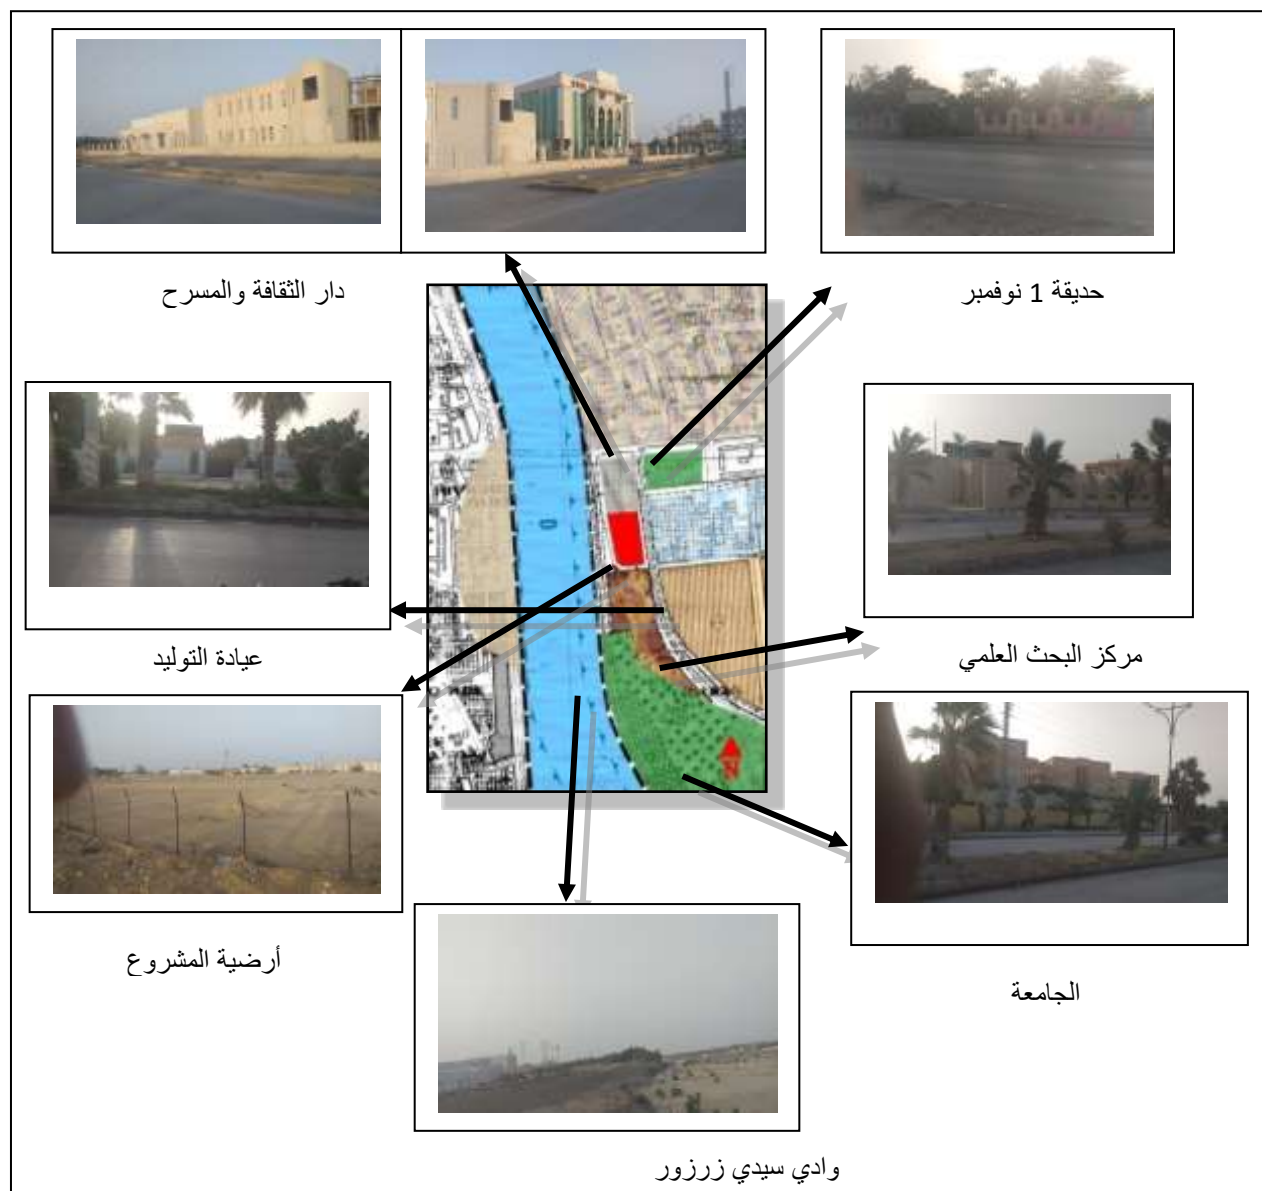 دار الثقافة والمسرح
حديقة 1 نوفمبر
عيادة التوليد
مركز البحث العلمي
أرضية المشروع
الجامعة
وادي سيدي زرزور
N